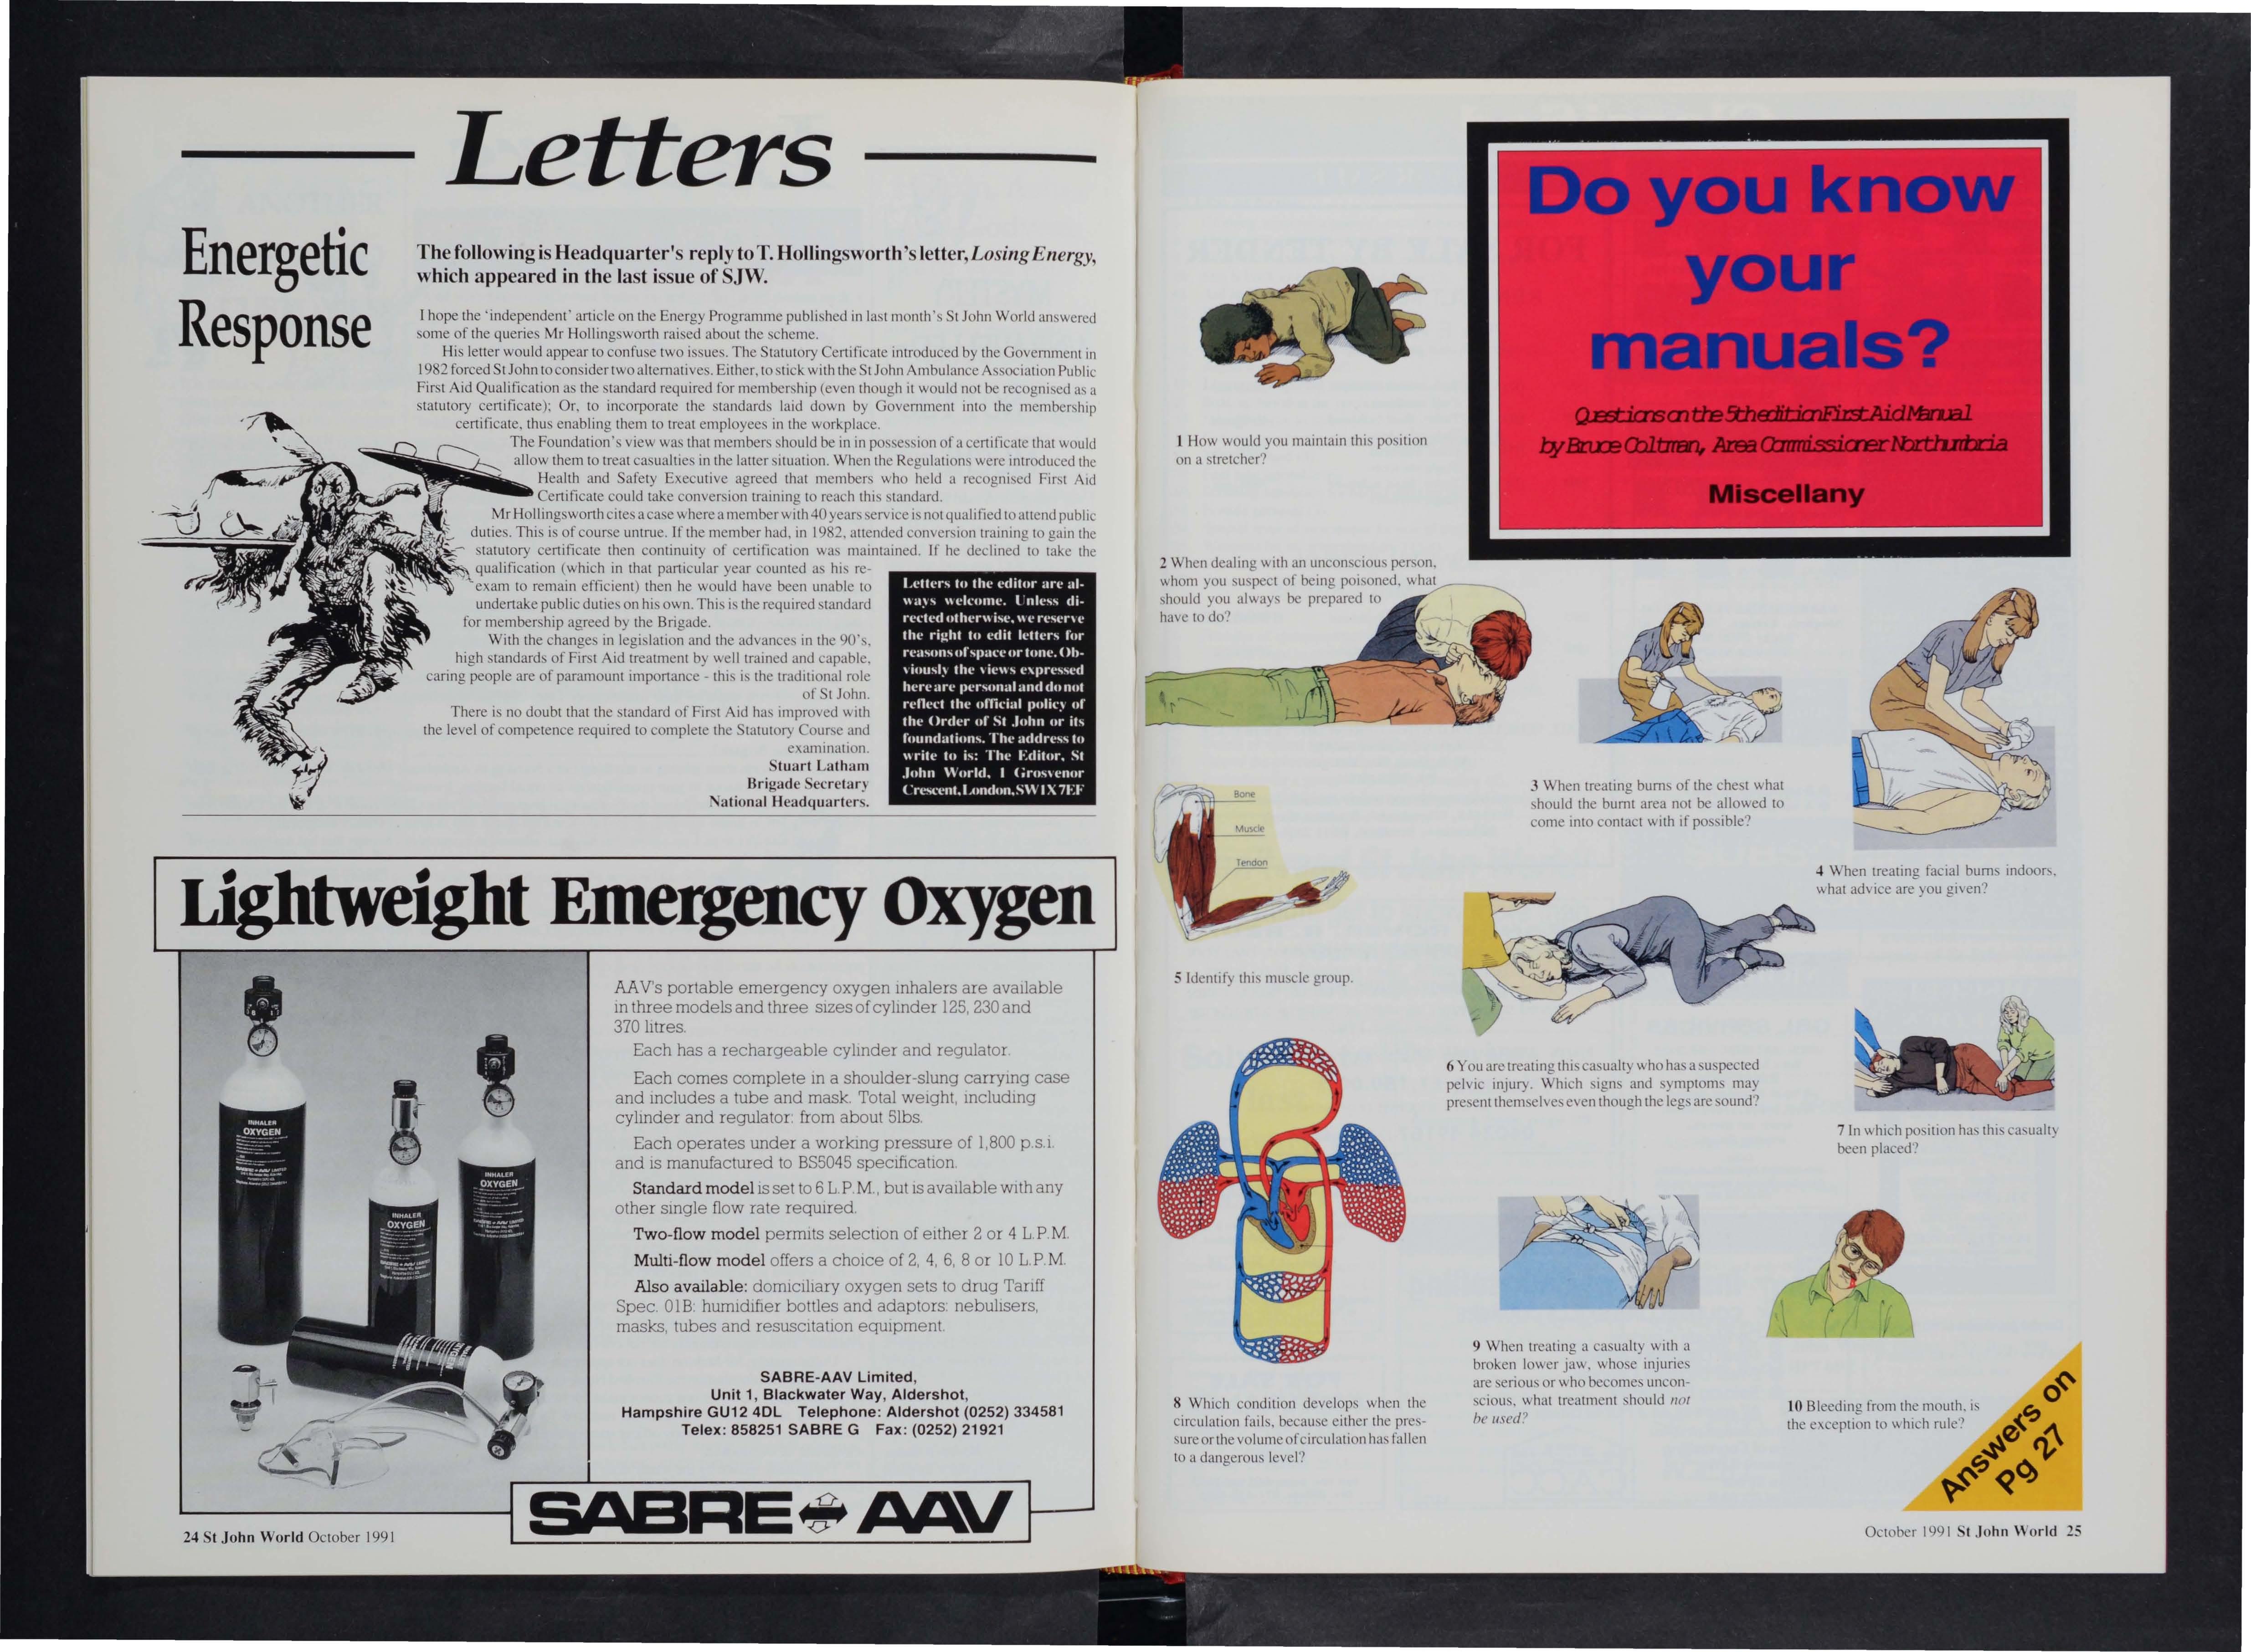 Letters
Energetic
Response
The following is Headquarter's reply to T. Hollingsworth's letter, Losing Energy,
which appeared in the last issue of SJW.
I hope the 'independent' article on the Energy Programme published in last month's St John World answered
some of the queries Mr Hollingsworth raised about the scheme.
His letter would appear to confuse two issues. The Statutory Certificate introduced by the Government in
1982 forced St John to consider two alternatives. Either, to stick with the St John Ambulance Association Public
First Aid Qualification as the standard required for membership (even though it would not be recognised as a
statutory certificate); Or, to incorporate the standards laid down by Government into the membership
certificate, thus enabling them to treat employees in the workplace.
The Foundation's view was that members should be in in possession of a certificate that would
allow them to treat casualties in the latter situation. When the Regulations were introduced the
Health and Safety Executive agreed that members who held a recognised First Aid
Certificate could take conversion training to reach this standard.
Mr Hollingsworth cites a case where a member with 40 years service is not qualified to attend public
duties. This is of course untrue. If the member had, in 1982, attended conversion training to gain the
statutory certificate then continuity of certification was maintained. If he declined to take the
qualification (which in that particular year counted as his re-
exam to remain efficient) then he would have been unable to
undertake public duties on his own. This is the required standard
for membership agreed by the Brigade.
With the changes in legislation and the advances in the 90's,
high standards of First Aid treatment by well trained and capable,
caring people are of paramount importance - this is the traditional role
of St John.
There is no doubt that the standard of First Aid has improved with
the level of competence required to complete the Statutory Course and
examination.
Stuart Latham
Brigade Secretary
National Headquarters.
Letters to the editor are al-
ways welcome. Unless di-
rected otherwise, we reserve
the right to edit letters for
reasons of space or tone. Ob-
viously the views expressed
here are personal and do not
reflect the official policy of
the Order of St John or its
foundations. The address to
write to is: The Editor, St
John World, 1 Grosvenor
Crescent, London, SW1X 7EF
Lightweight Emergency Oxygen
INHALER
OXYGEN
INHALER
OXYGEN
INHALER
OXYGEN
AAV's portable emergency oxygen inhalers are available
in three models and three sizes of cylinder 125, 230 and
370 litres.
Each has a rechargeable cylinder and regulator.
Each comes complete in a shoulder-slung carrying case
and includes a tube and mask. Total weight, including
cylinder and regulator: from about 5lbs.
Each operates under a working pressure of 1,800 p.s.i.
and is manufactured to BS5045 specification.
Standard model is set to 6 L.P.M., but is available with any
other single flow rate required.
Two-flow model permits selection of either 2 or 4 L.P.M.
Multi-flow model offers a choice of 2, 4, 6, 8 or 10 L.P.M.
Also available: domiciliary oxygen sets to drug Tariff
Spec. 01B: humidifier bottles and adaptors: nebulisers,
masks, tubes and resuscitation equipment.
SABRE-AAV Limited,
Unit 1, Blackwater Way, Aldershot,
Hampshire GU12 4DL Telephone: Aldershot (0252) 334581
Telex: 858251 SABRE G Fax: (0252) 21921
SABRE AAV
24 St John World October 1991
Do you know
your
manuals?
Questions on the 5th edition First Aid Manual
by Bruce Coltman, Area Commissioner Northumbria
Miscellany
1 How would you maintain this position
on a stretcher?
2 When dealing with an unconscious person,
whom you suspect of being poisoned, what
should you always be prepared to
have to do?
3 When treating burns of the chest what
should the burnt area not be allowed to
come into contact with if possible?
4 When treating facial burns indoors,
what advice are you given?
Bone
Muscle
Tendon
5 Identify this muscle group.
6 You are treating this casualty who has a suspected
pelvic injury. Which signs and symptoms may
present themselves even though the legs are sound?
7 In which position has this casualty
been placed?
8 Which condition develops when the
circulation fails, because either the pres-
sure or the volume of circulation has fallen
to a dangerous level?
9 When treating a casualty with a
broken lower jaw, whose injuries
are serious or who becomes uncon-
scious, what treatment should not
be used?
10 Bleeding from the mouth, is
the exception to which rule?
Answers on
Pg 27
October 1991 St John World 25